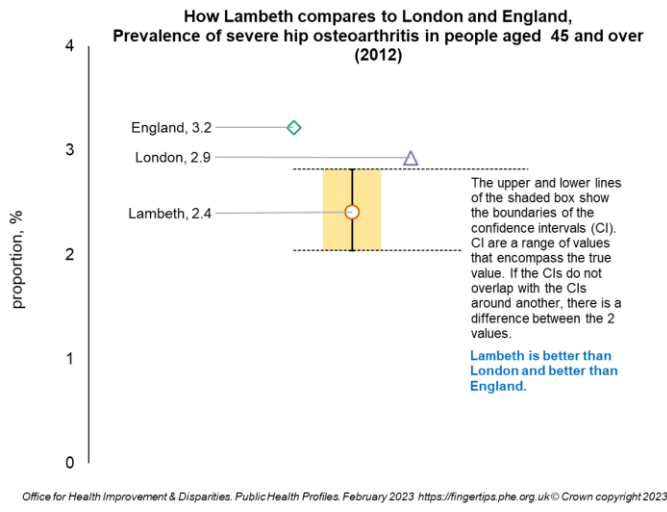 How Lambeth compares to London and England,
Prevalence of severe hip osteoarthritis in people aged  45 and over
(2012)
4
England, 3.2
3
London, 2.9
The upper and lower lines
of the shaded box show
the boundaries of the
confidence intervals (CI).
CI are a range of values
that encompass the true
value. If the CIs do not
overlap with the CIs
around another, there is a
difference between the 2
values.
Lambeth, 2.4
proportion, %
2
Lambeth is better than
London and better than
England.
1
0
Office for Health Improvement & Disparities. Public Health Profiles. February 2023 https://fingertips.phe.org.uk © Crown copyright 2023